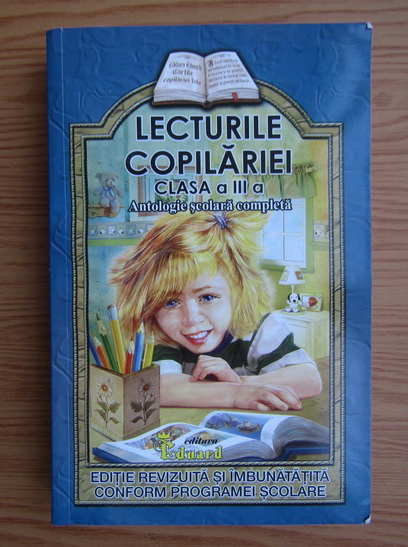 LECTURILE
COPILĂRIEI
CLASA a III a
Antologie școlară completă
editura
Eduard
EDIȚIE REVIZUITĂ ȘI ÎMBUNĂTĂȚITĂ
CONFORM PROGRAMEI ȘCOLARE